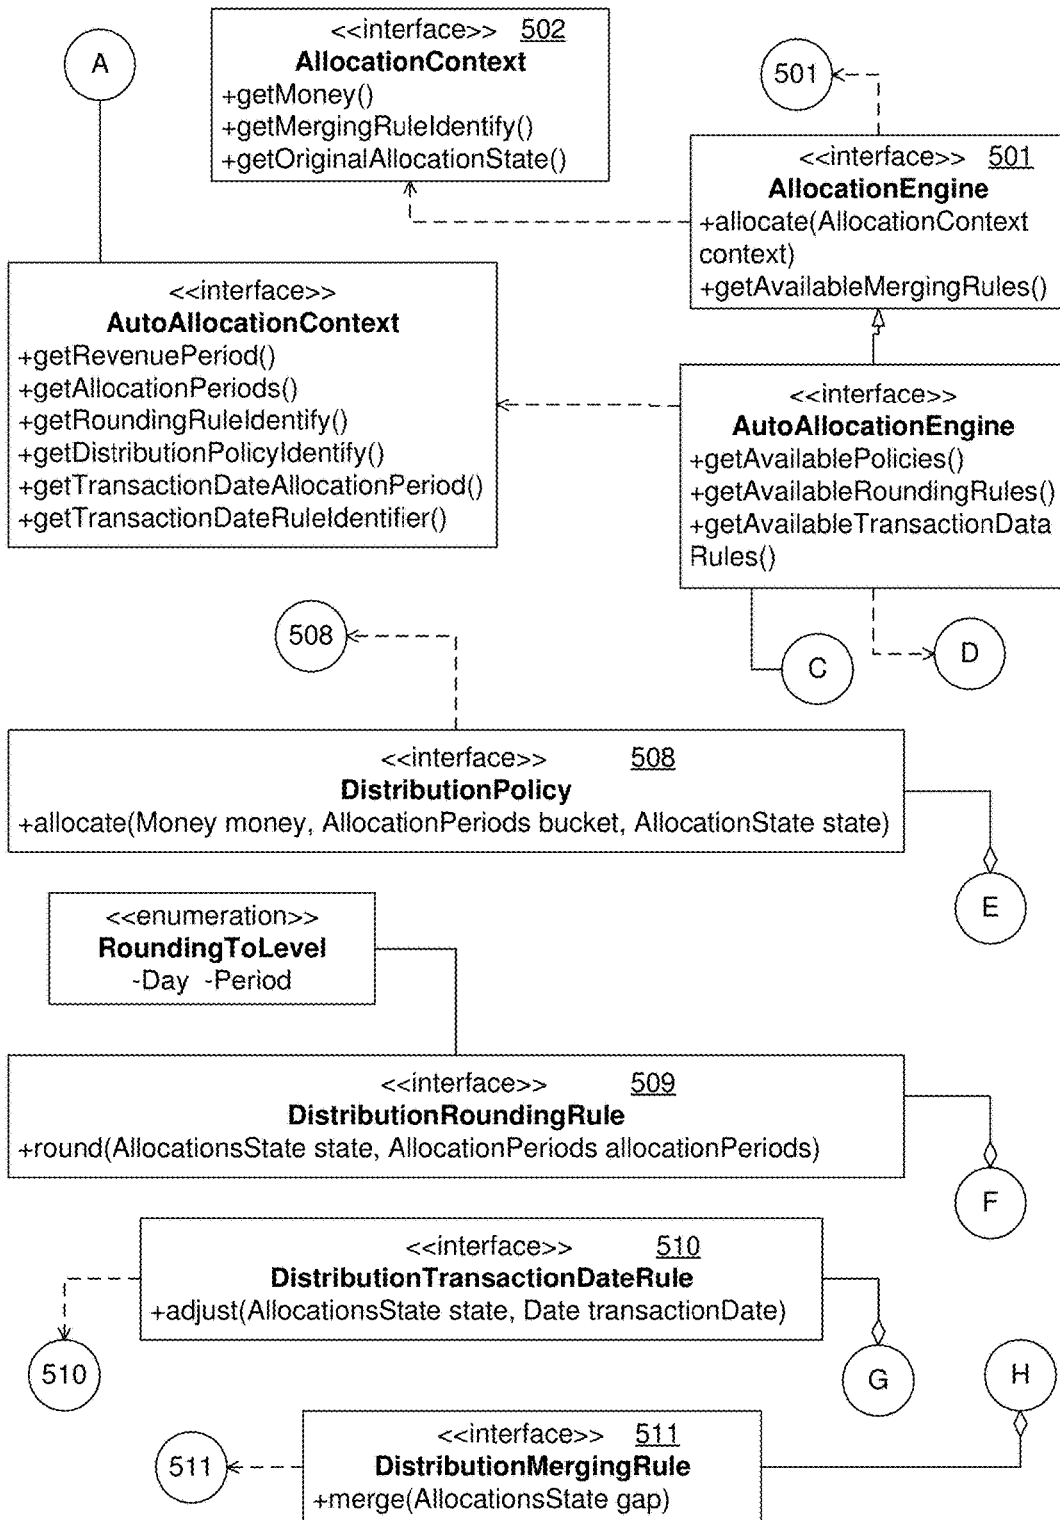 A
<<interface>> 502
AllocationContext
+getMoney()
+getMergingRuleIdentify()
+getOriginalAllocationState()
501
<<interface>> 501
AllocationEngine
+allocate(AllocationContext
context)
+getAvailableMergingRules()
<<interface>>
AutoAllocationContext
+getRevenuePeriod()
+getAllocationPeriods()
+getRoundingRuleIdentify()
+getDistributionPolicyIdentify()
+getTransactionDateAllocationPeriod()
+getTransactionDateRuleIdentifier()
<<interface>>
AutoAllocationEngine
+getAvailablePolicies()
+getAvailableRoundingRules()
+getAvailableTransactionData
Rules()
508
C
D
<<interface>> 508
DistributionPolicy
+allocate(Money money, AllocationPeriods bucket, AllocationState state)
E
<<enumeration>>
RoundingToLevel
-Day -Period
<<interface>> 509
DistributionRoundingRule
+round(AllocationsState state, AllocationPeriods allocationPeriods)
F
<<interface>> 510
DistributionTransactionDateRule
+adjust(AllocationsState state, Date transactionDate)
510
G
H
<<interface>> 511
DistributionMergingRule
+merge(AllocationsState gap)
511